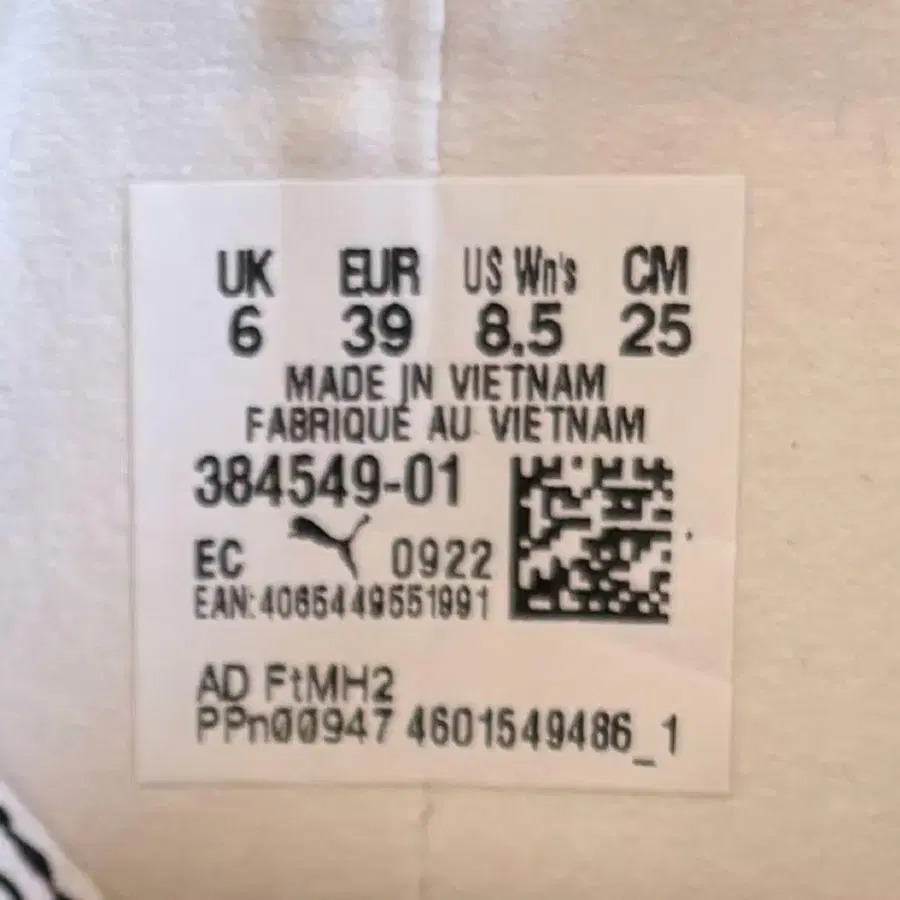 UK EUR US Wn's CM
6 39 8.5 25
MADE IN VIETNAM
FABRIQUÉ AU VIETNAM
384549-01
EC 0922
EAN:4065449551991
AD FtMH2
PPn00947 4601549486_1